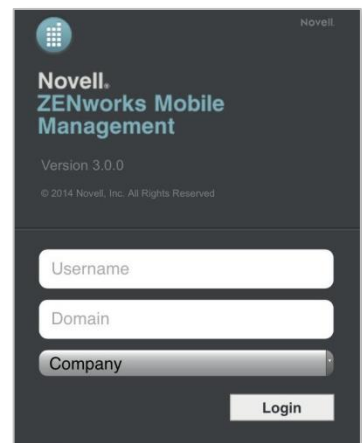 Novell
Novell.
ZENworks Mobile
Management
Version 3.0.0
© 2014 Novell, Inc. All Rights Reserved
Username
Domain
Company
Login